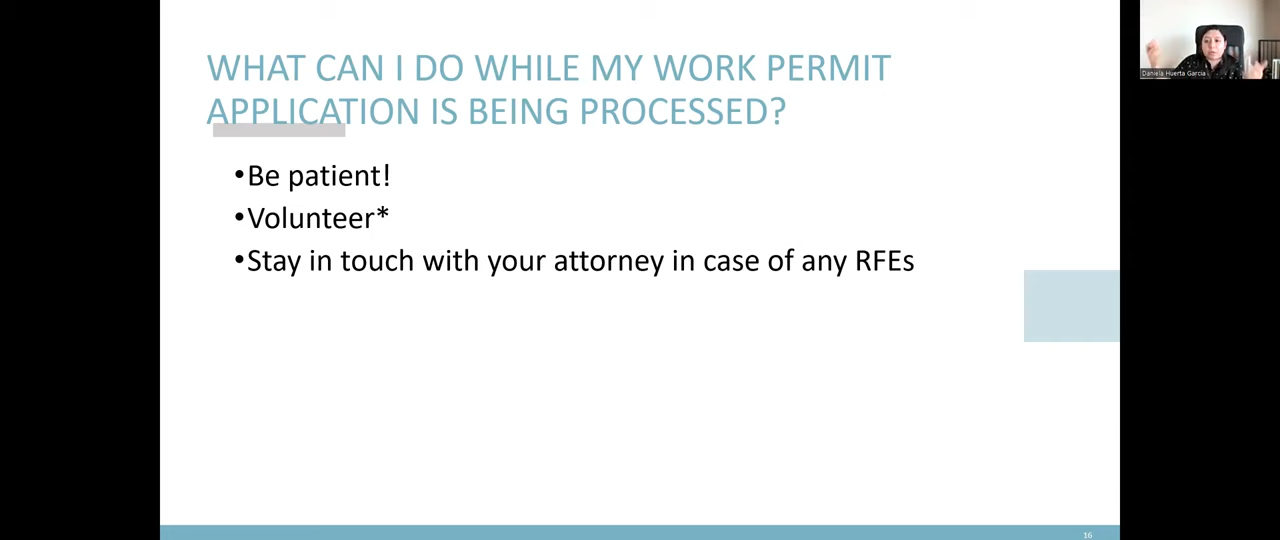 WHAT CAN I DO WHILE MY WORK PERMIT
APPLICATION IS BEING PROCESSED?
•Be patient!
•Volunteer*
•Stay in touch with your attorney in case of any RFEs
Daniela Huerta Garcia
16